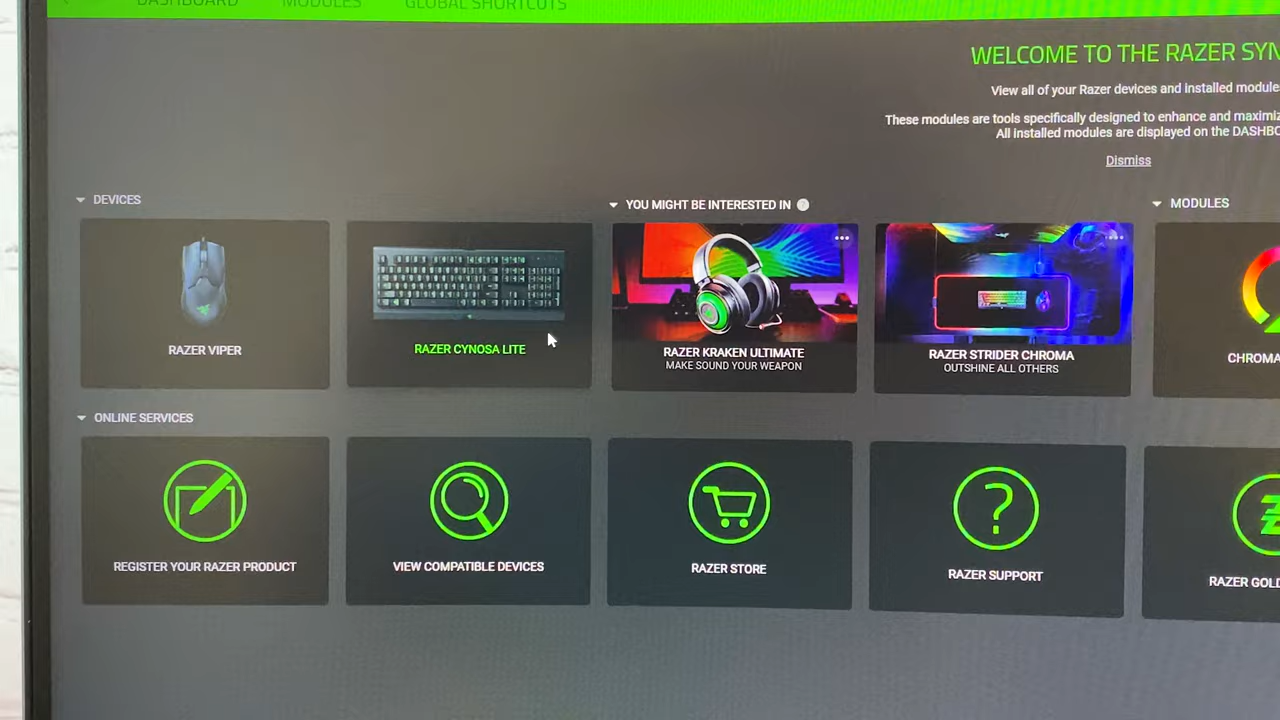 DASHBOARD MODULES GLOBAL SHORTCUTS
WELCOME TO THE RAZER SYN
View all of your Razer devices and installed module
These modules are tools specifically designed to enhance and maximiz
All installed modules are displayed on the DASHBO
Dismiss
DEVICES
YOU MIGHT BE INTERESTED IN
MODULES
RAZER VIPER
RAZER CYNOSA LITE
RAZER KRAKEN ULTIMATE
MAKE SOUND YOUR WEAPON
RAZER STRIDER CHROMA
OUTSHINE ALL OTHERS
CHROMA
ONLINE SERVICES
REGISTER YOUR RAZER PRODUCT
VIEW COMPATIBLE DEVICES
RAZER STORE
RAZER SUPPORT
RAZER GOLD